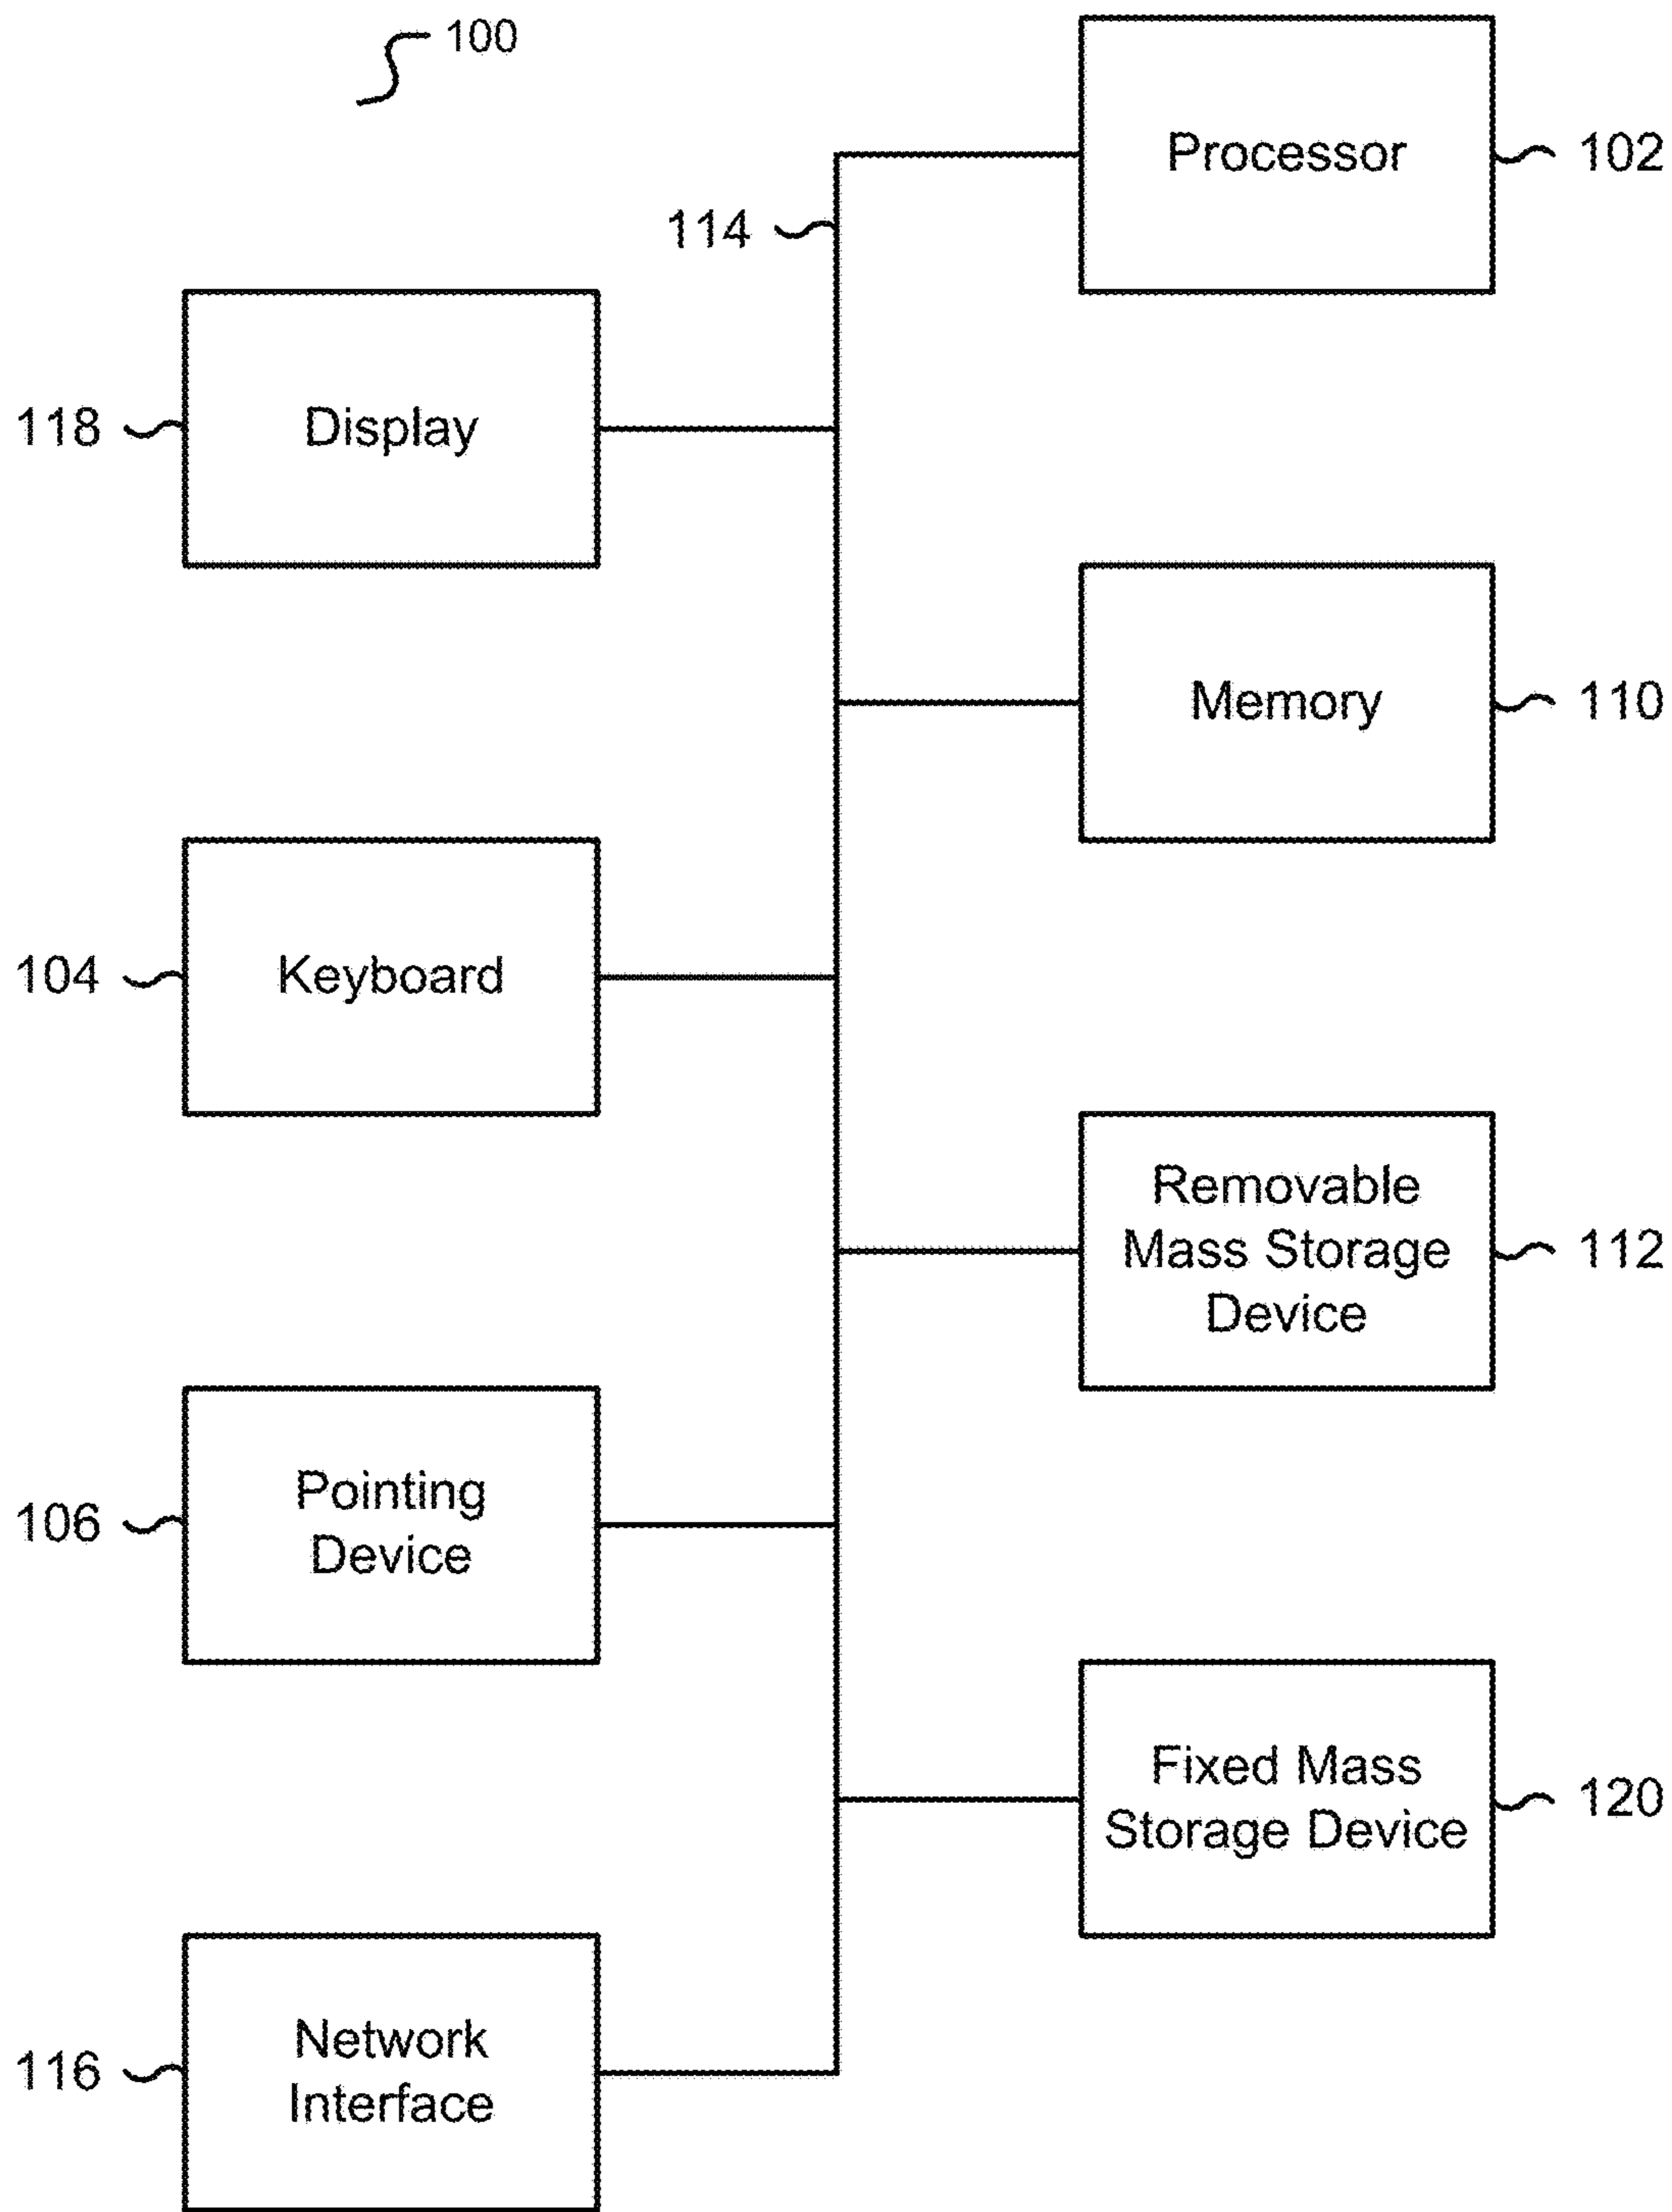 100
Processor
102
114
118
Display
Memory
110
104
Keyboard
Removable
Mass Storage
Device
112
106
Pointing
Device
Fixed Mass
Storage Device
120
116
Network
Interface